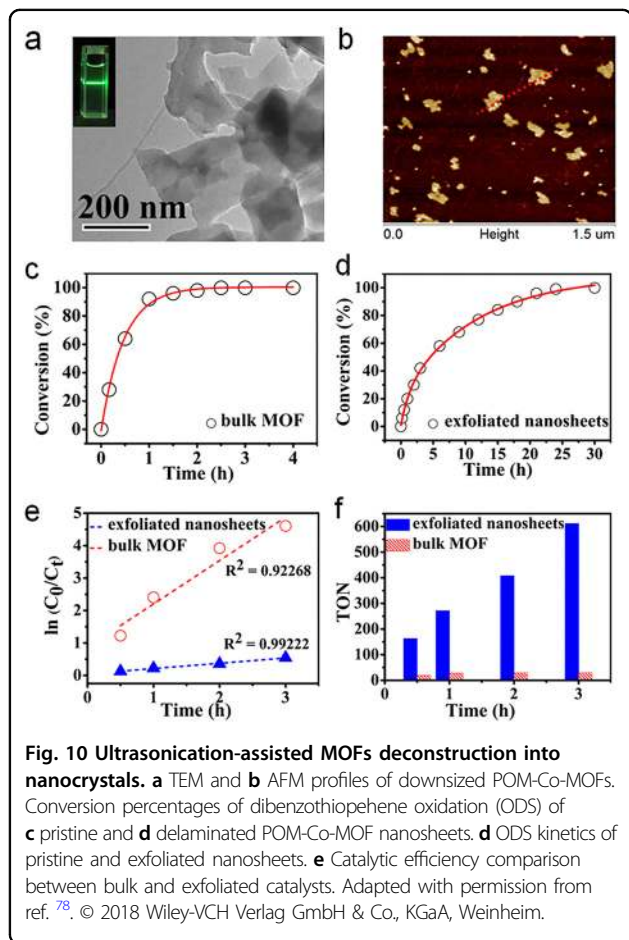 a
b
200 nm
0.0 Height 1.5 um
c
d
Conversion (%)
100
80
60
40
20
0
bulk MOF
0 1 2 3 4
Time (h)
Conversion (%)
100
80
60
40
20
0
exfoliated nanosheets
0 5 10 15 20 25 30
Time (h)
e
f
ln (C0/Ct)
6
5
4
3
2
1
0
exfoliated nanosheets
bulk MOF
R² = 0.92268
R² = 0.99222
0 1 2 3
Time (h)
TON
600
500
400
300
200
100
0
exfoliated nanosheets
bulk MOF
0 1 2 3
Time (h)
Fig. 10 Ultrasonication-assisted MOFs deconstruction into
nanocrystals. a TEM and b AFM profiles of downsized POM-Co-MOFs.
Conversion percentages of dibenzothiopehene oxidation (ODS) of
c pristine and d delaminated POM-Co-MOF nanosheets. d ODS kinetics of
pristine and exfoliated nanosheets. e Catalytic efficiency comparison
between bulk and exfoliated catalysts. Adapted with permission from
ref. 78. © 2018 Wiley-VCH Verlag GmbH & Co., KGaA, Weinheim.